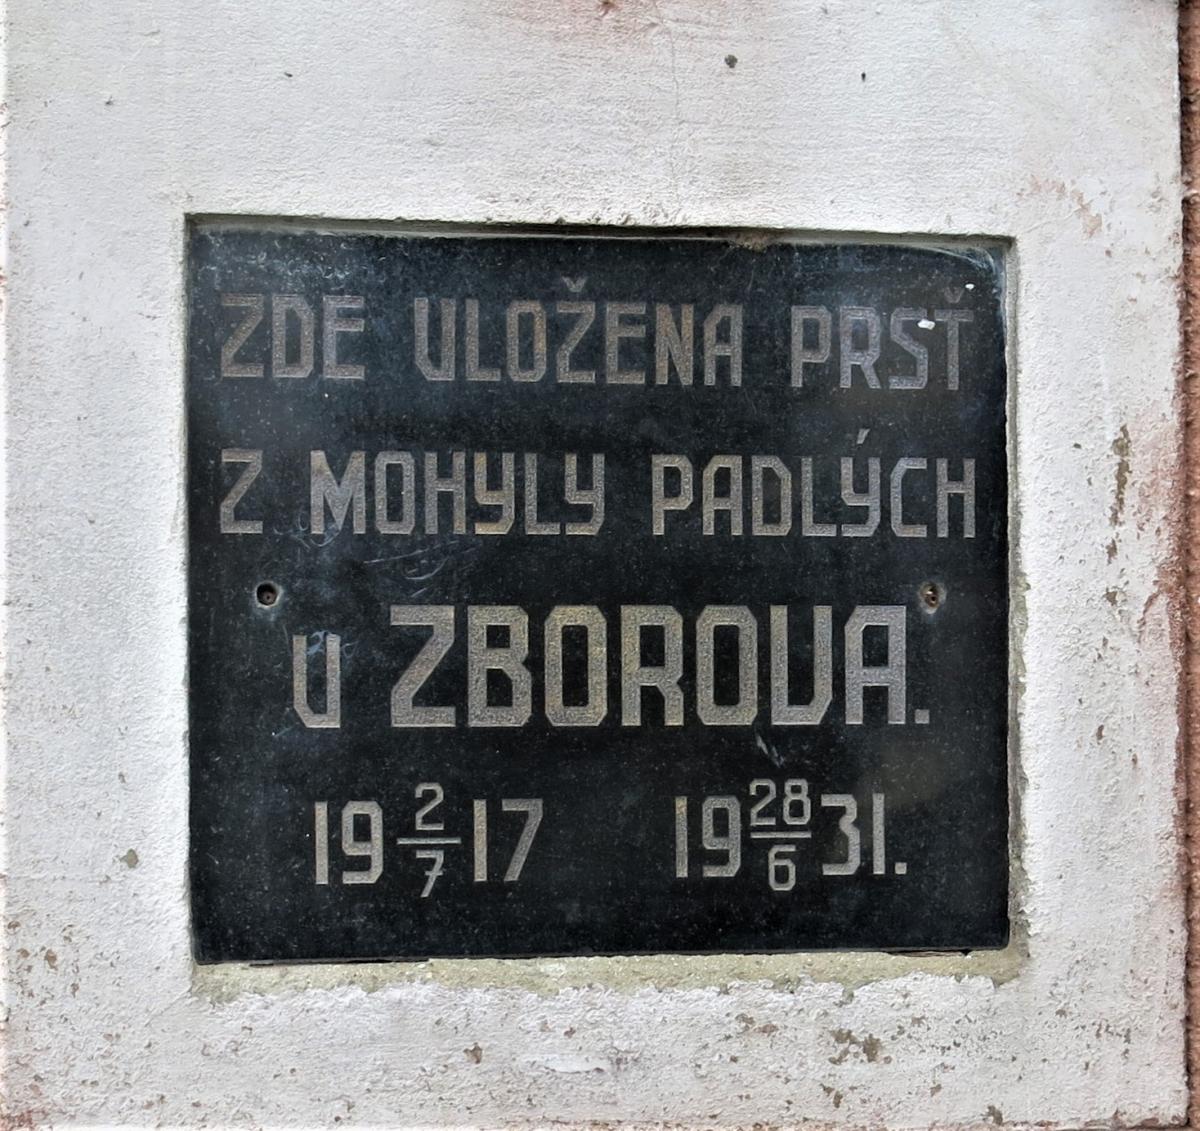 ZDE ULOŽENA PRSŤ
Z MOHYLY PADLÝCH
U ZBOROVA.
19 2/7 17 19 28/6 31.